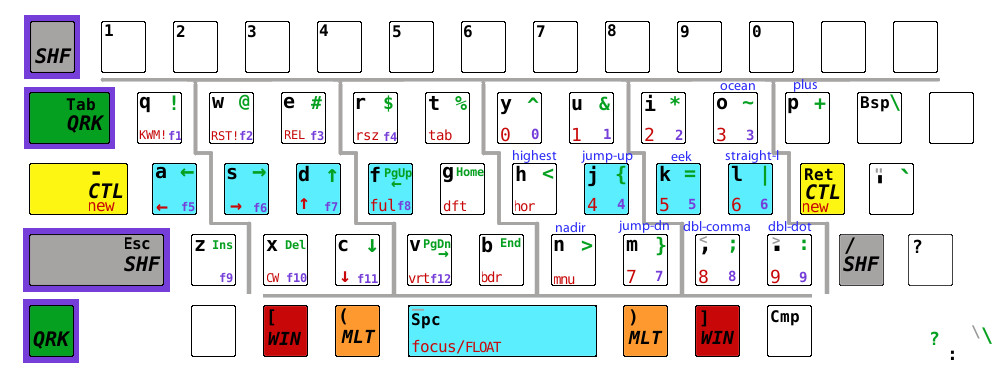 1 2 3 4 5 6 7 8 9 0
SHF
ocean plus
Tab q ! w @ e # r $ t % y ^ u & i * o ~ p + Bsp\
QRK KWM! f1 RST! f2 REL f3 rsz f4 tab 0 0 1 1 2 2 3 3
highest jump-up eek straight-l
- a ← s → d ↑ f PgUp ← g Home h < j { k = l | Ret " `
CTL CTL
new ← f5 → f6 ↑ f7 ful f8 dft hor 4 4 5 5 6 6 new
nadir jump-dn dbl-comma dbl-dot
Esc z Ins x Del c ↓ v PgDn → b End n > m } < , ; > . : / ?
SHF SHF
f9 CW f10 ↓ f11 vrt f12 bdr mnu 7 7 8 8 9 9
[ ( Spc ) ] Cmp
QRK WIN MLT MLT WIN
focus/FLOAT
? \ \
: